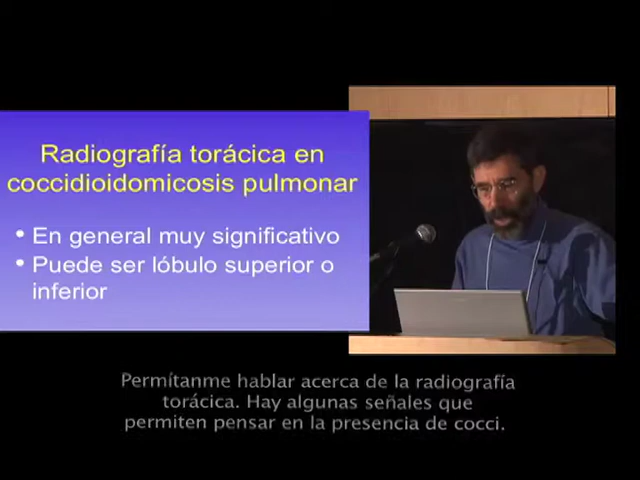 Radiografía torácica en
coccidioidomicosis pulmonar
• En general muy significativo
• Puede ser lóbulo superior o
inferior
Permítanme hablar acerca de la radiografía
torácica. Hay algunas señales que
permiten pensar en la presencia de cocci.